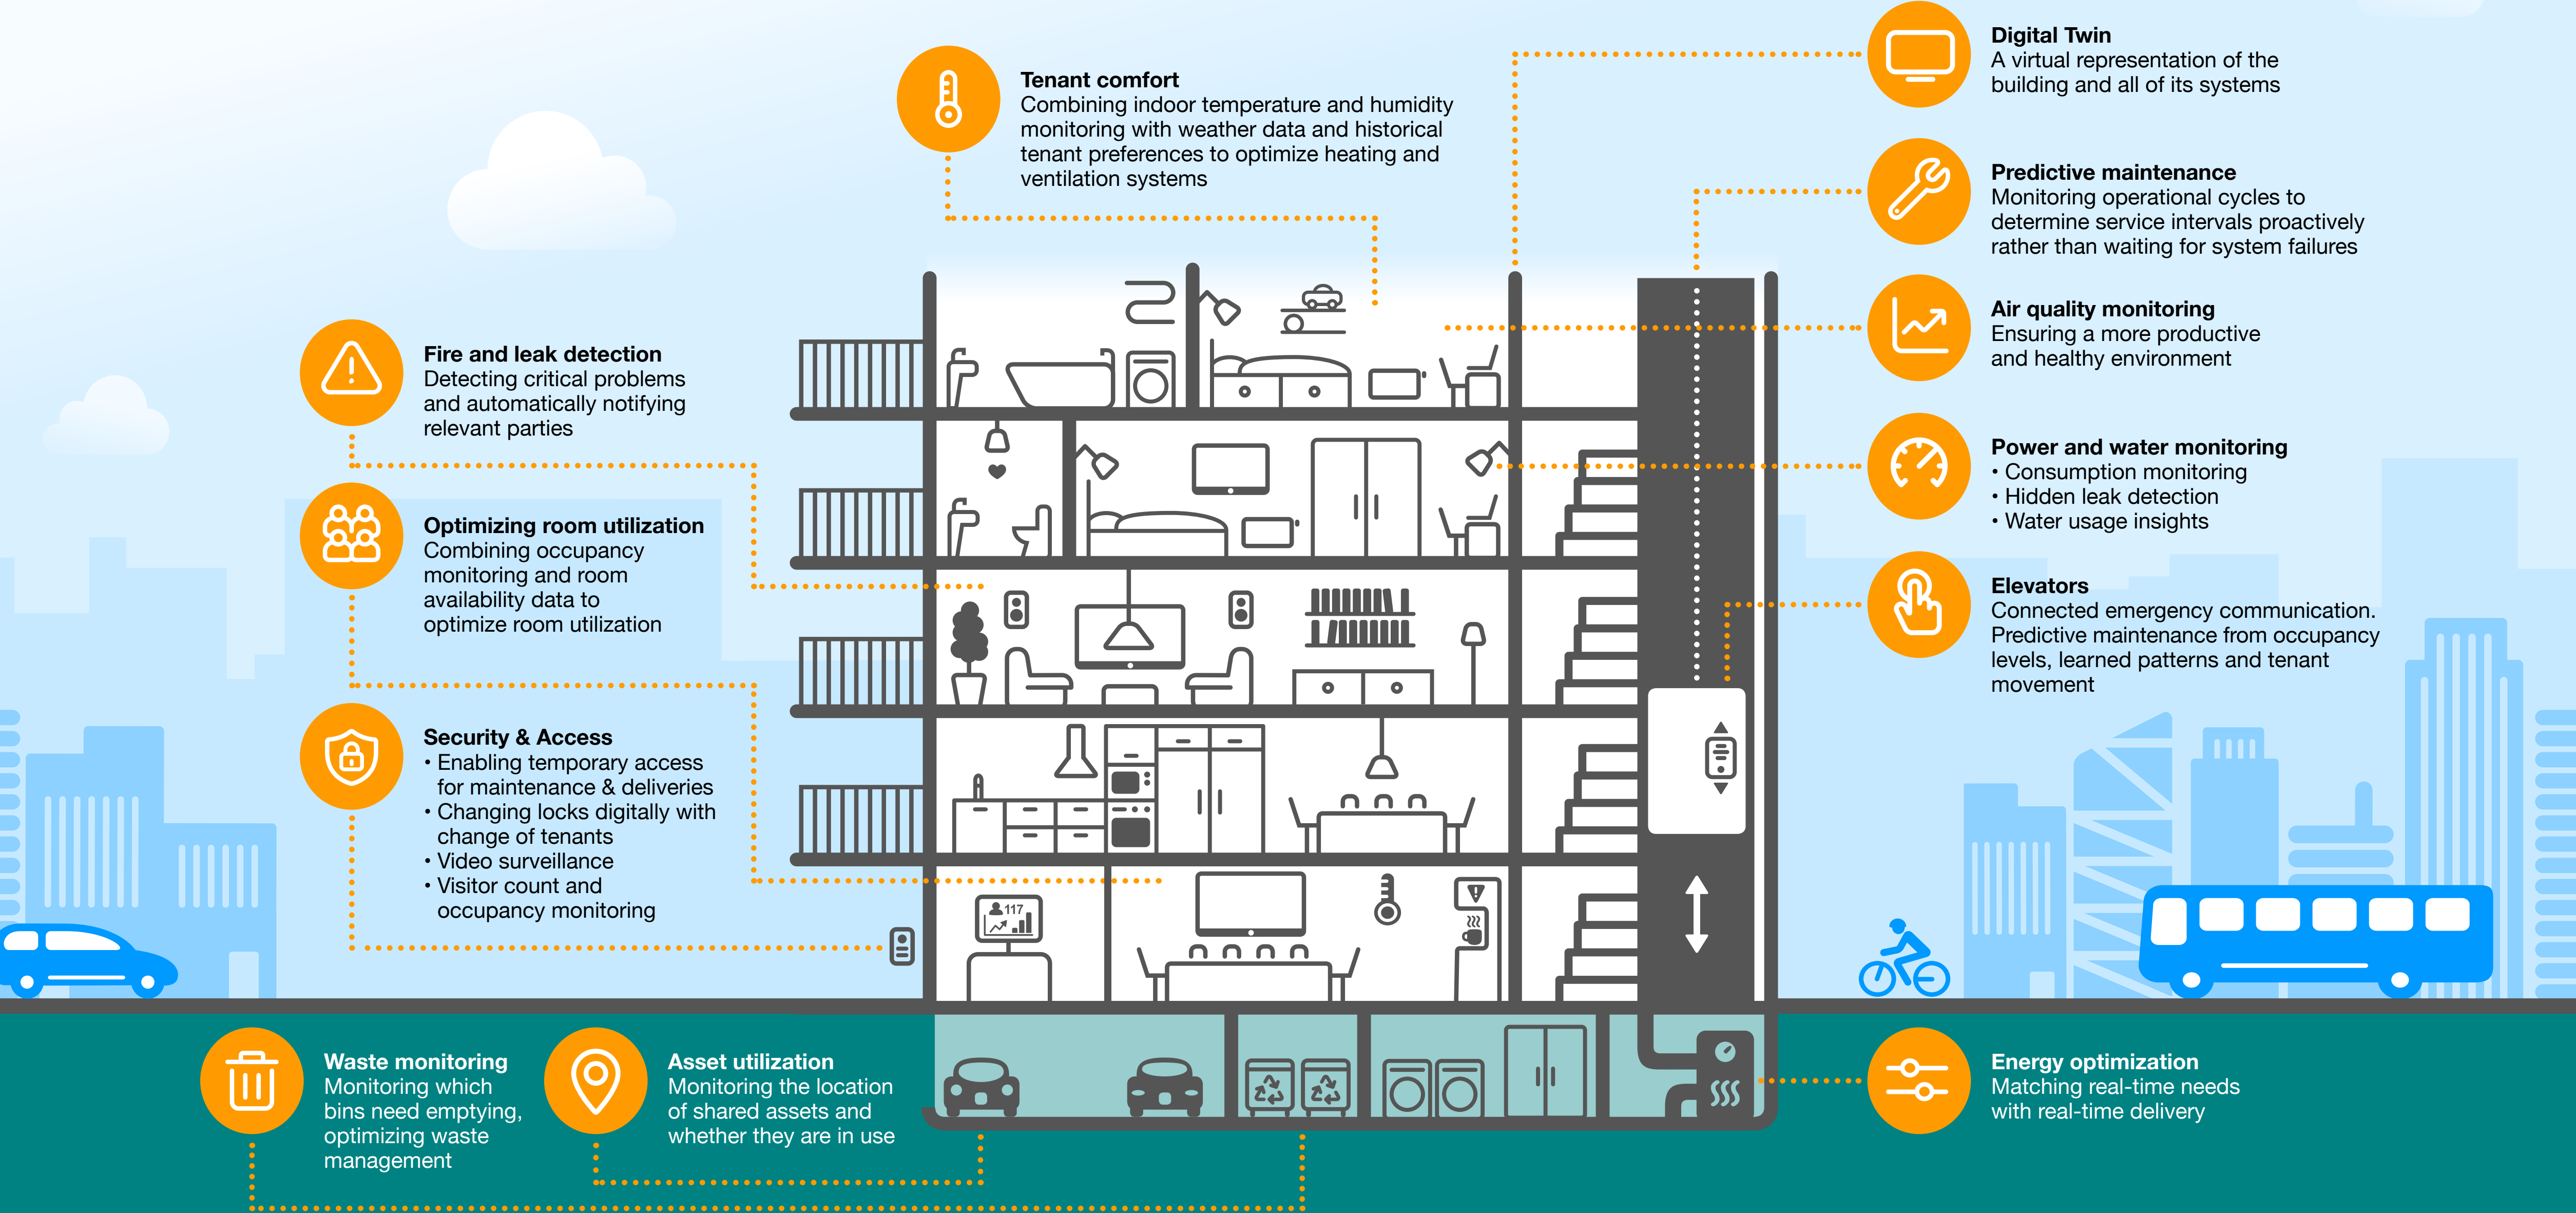 Tenant comfort
Combining indoor temperature and humidity
monitoring with weather data and historical
tenant preferences to optimize heating and
ventilation systems
Digital Twin
A virtual representation of the
building and all of its systems
Predictive maintenance
Monitoring operational cycles to
determine service intervals proactively
rather than waiting for system failures
Air quality monitoring
Ensuring a more productive
and healthy environment
Power and water monitoring
• Consumption monitoring
• Hidden leak detection
• Water usage insights
Elevators
Connected emergency communication.
Predictive maintenance from occupancy
levels, learned patterns and tenant
movement
Fire and leak detection
Detecting critical problems
and automatically notifying
relevant parties
Optimizing room utilization
Combining occupancy
monitoring and room
availability data to
optimize room utilization
Security & Access
• Enabling temporary access
for maintenance & deliveries
• Changing locks digitally with
change of tenants
• Video surveillance
• Visitor count and
occupancy monitoring
117
Waste monitoring
Monitoring which
bins need emptying,
optimizing waste
management
Asset utilization
Monitoring the location
of shared assets and
whether they are in use
Energy optimization
Matching real-time needs
with real-time delivery